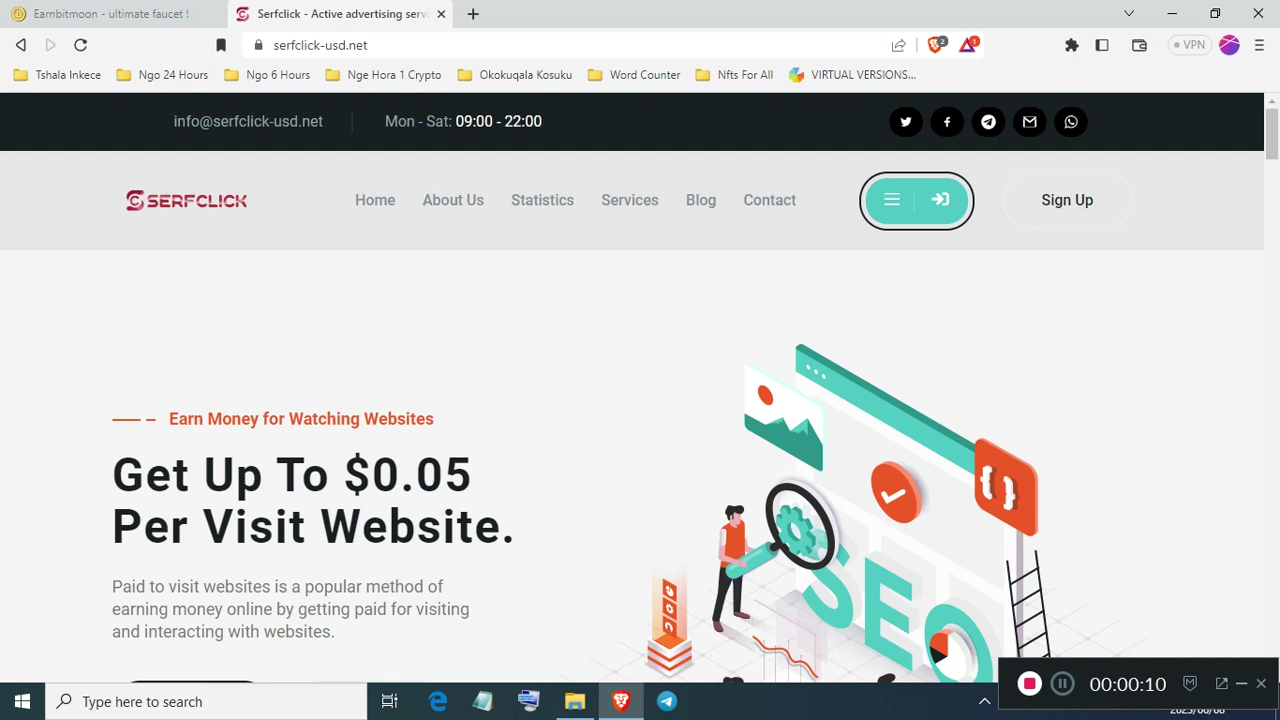 Earnbitmoon - ultimate faucet !
Serfclick - Active advertising serv
serfclick-usd.net
2
1
VPN
Tshala Inkece
Ngo 24 Hours
Ngo 6 Hours
Nge Hora 1 Crypto
Okokuqala Kosuku
Word Counter
Nfts For All
VIRTUAL VERSIONS...
info@serfclick-usd.net
Mon - Sat: 09:00 - 22:00
SERFCLICK
Home
About Us
Statistics
Services
Blog
Contact
Sign Up
Earn Money for Watching Websites
Get Up To $0.05
Per Visit Website.
Paid to visit websites is a popular method of
earning money online by getting paid for visiting
and interacting with websites.
{ }
SEO
Type here to search
00:00:10